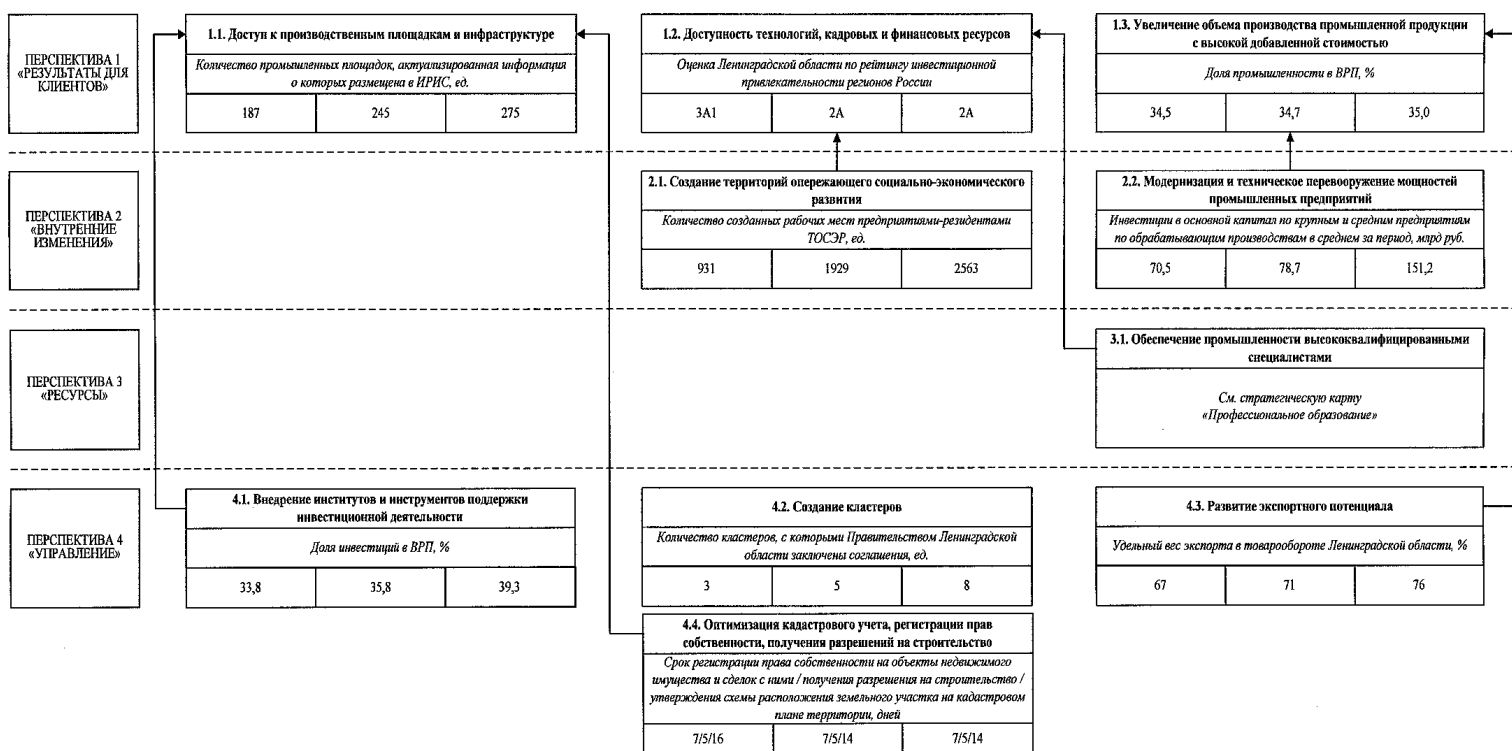 ПЕРСПЕКТИВА 1
«РЕЗУЛЬТАТЫ ДЛЯ
КЛИЕНТОВ»
1.1. Доступ к производственным площадкам и инфраструктуре
Количество промышленных площадок, актуализированная информация
о которых размещена в ИРИС, ед.
187 245 275
1.2. Доступность технологий, кадровых и финансовых ресурсов
Оценка Ленинградской области по рейтингу инвестиционной
привлекательности регионов России
3А1 2А 2А
1.3. Увеличение объема производства промышленной продукции
с высокой добавленной стоимостью
Доля промышленности в ВРП, %
34,5 34,7 35,0
ПЕРСПЕКТИВА 2
«ВНУТРЕННИЕ
ИЗМЕНЕНИЯ»
2.1. Создание территорий опережающего социально-экономического
развития
Количество созданных рабочих мест предприятиями-резидентами
ТОСЭР, ед.
931 1929 2563
2.2. Модернизация и техническое перевооружение мощностей
промышленных предприятий
Инвестиции в основной капитал по крупным и средним предприятиям
по обрабатывающим производствам в среднем за период, млрд руб.
70,5 78,7 151,2
ПЕРСПЕКТИВА 3
«РЕСУРСЫ»
3.1. Обеспечение промышленности высококвалифицированными
специалистами
См. стратегическую карту
«Профессиональное образование»
ПЕРСПЕКТИВА 4
«УПРАВЛЕНИЕ»
4.1. Внедрение институтов и инструментов поддержки
инвестиционной деятельности
Доля инвестиций в ВРП, %
33,8 35,8 39,3
4.2. Создание кластеров
Количество кластеров, с которыми Правительством Ленинградской
области заключены соглашения, ед.
3 5 8
4.3. Развитие экспортного потенциала
Удельный вес экспорта в товарообороте Ленинградской области, %
67 71 76
4.4. Оптимизация кадастрового учета, регистрации прав
собственности, получения разрешений на строительство
Срок регистрации права собственности на объекты недвижимого
имущества и сделок с ними / получения разрешения на строительство /
утверждения схемы расположения земельного участка на кадастровом
плане территории, дней
7/5/16 7/5/14 7/5/14